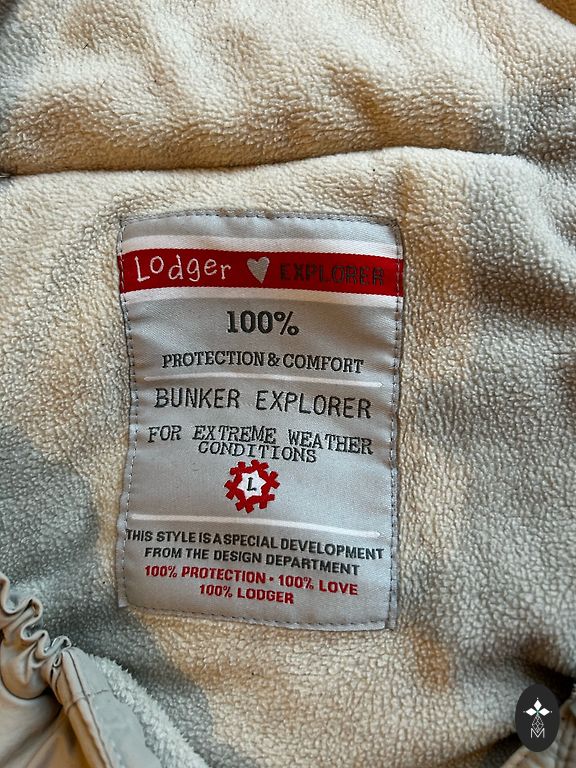 Lodger EXPLORER
100%
PROTECTION & COMFORT
BUNKER EXPLORER
FOR EXTREME WEATHER
CONDITIONS
L
THIS STYLE IS A SPECIAL DEVELOPMENT
FROM THE DESIGN DEPARTMENT
100% PROTECTION · 100% LOVE
100% LODGER
M